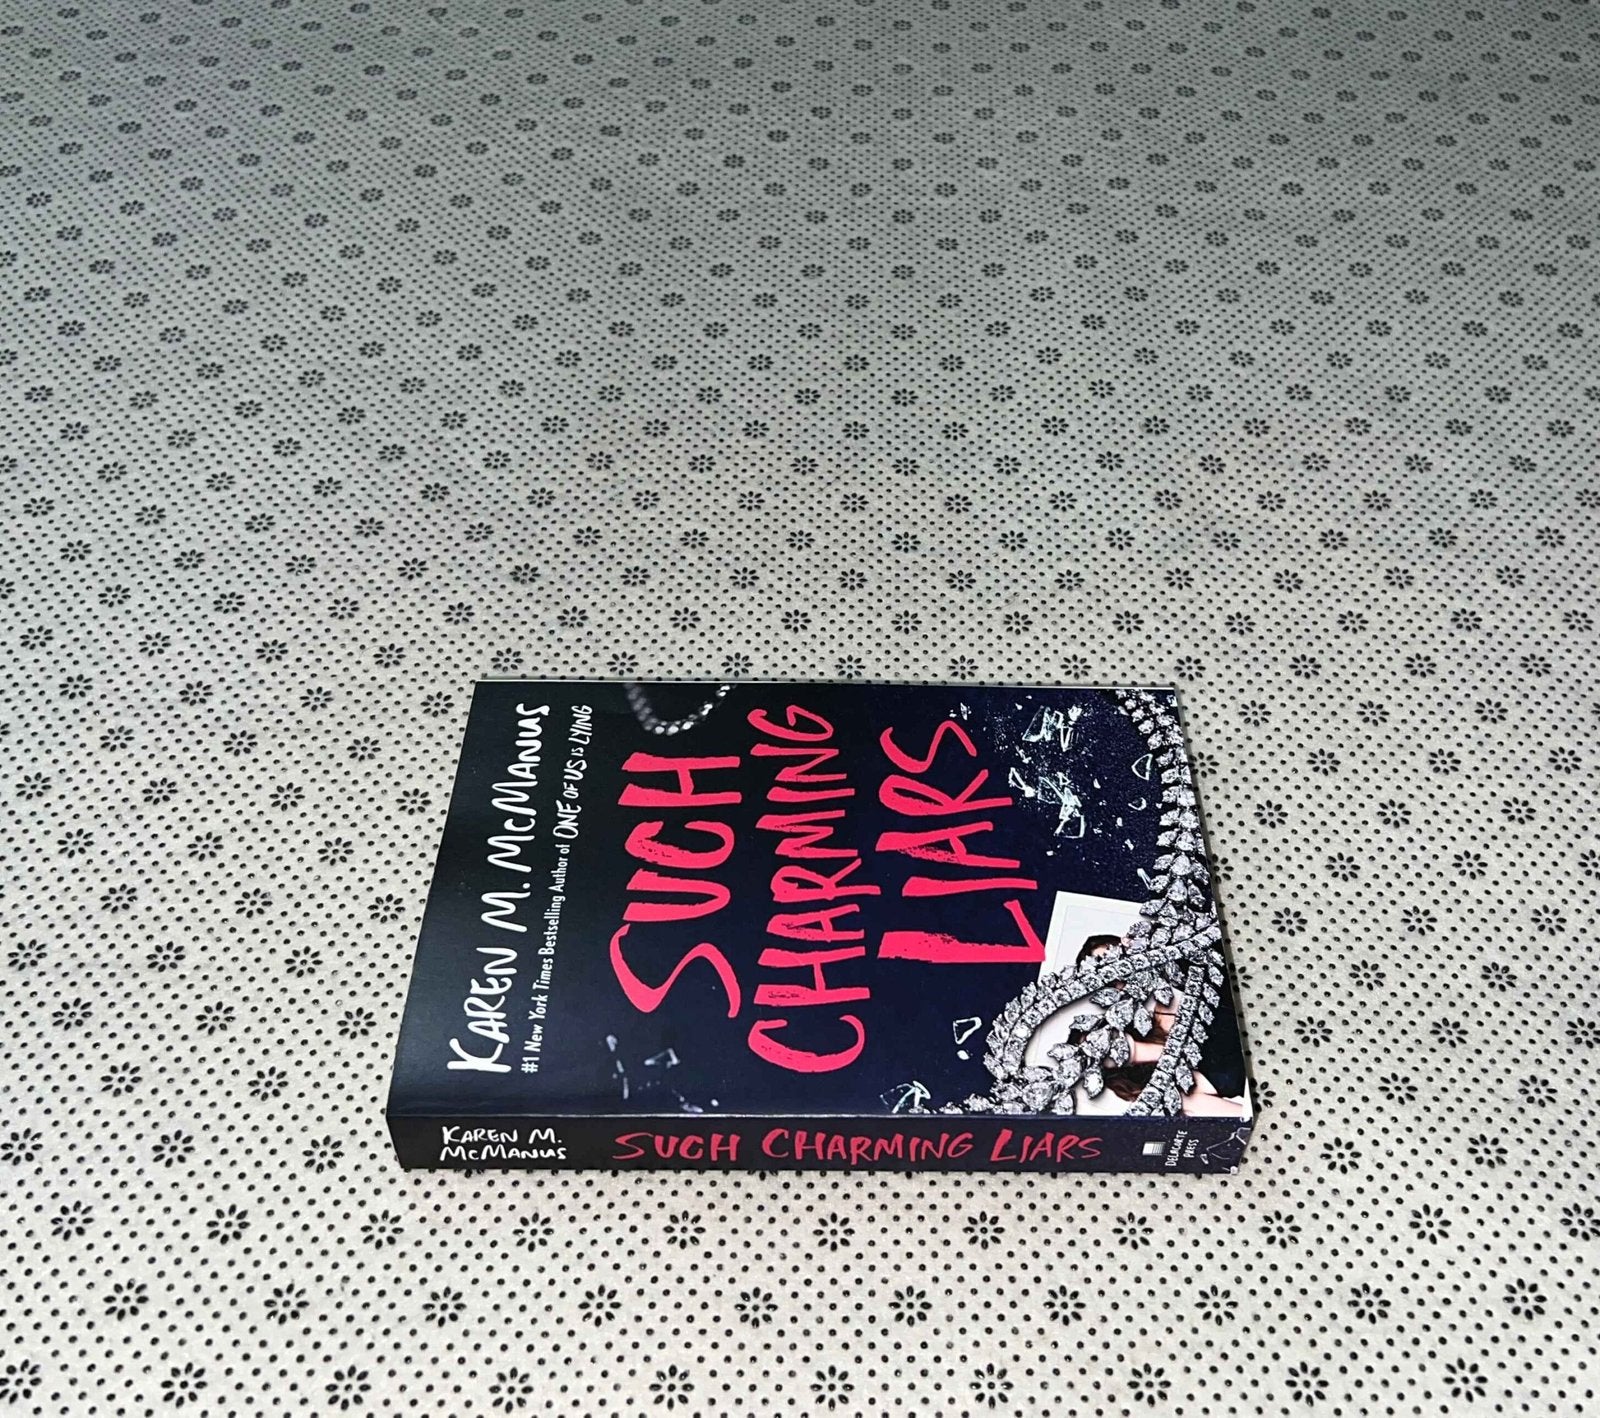 KAREN M. MCMANUS
#1 New York Times Bestselling Author of ONE OF US IS LYING
SUCH
CHARMING
LIARS
KAREN M.
MCMANUS
SUCH CHARMING LIARS
DELACORTE
PRESS